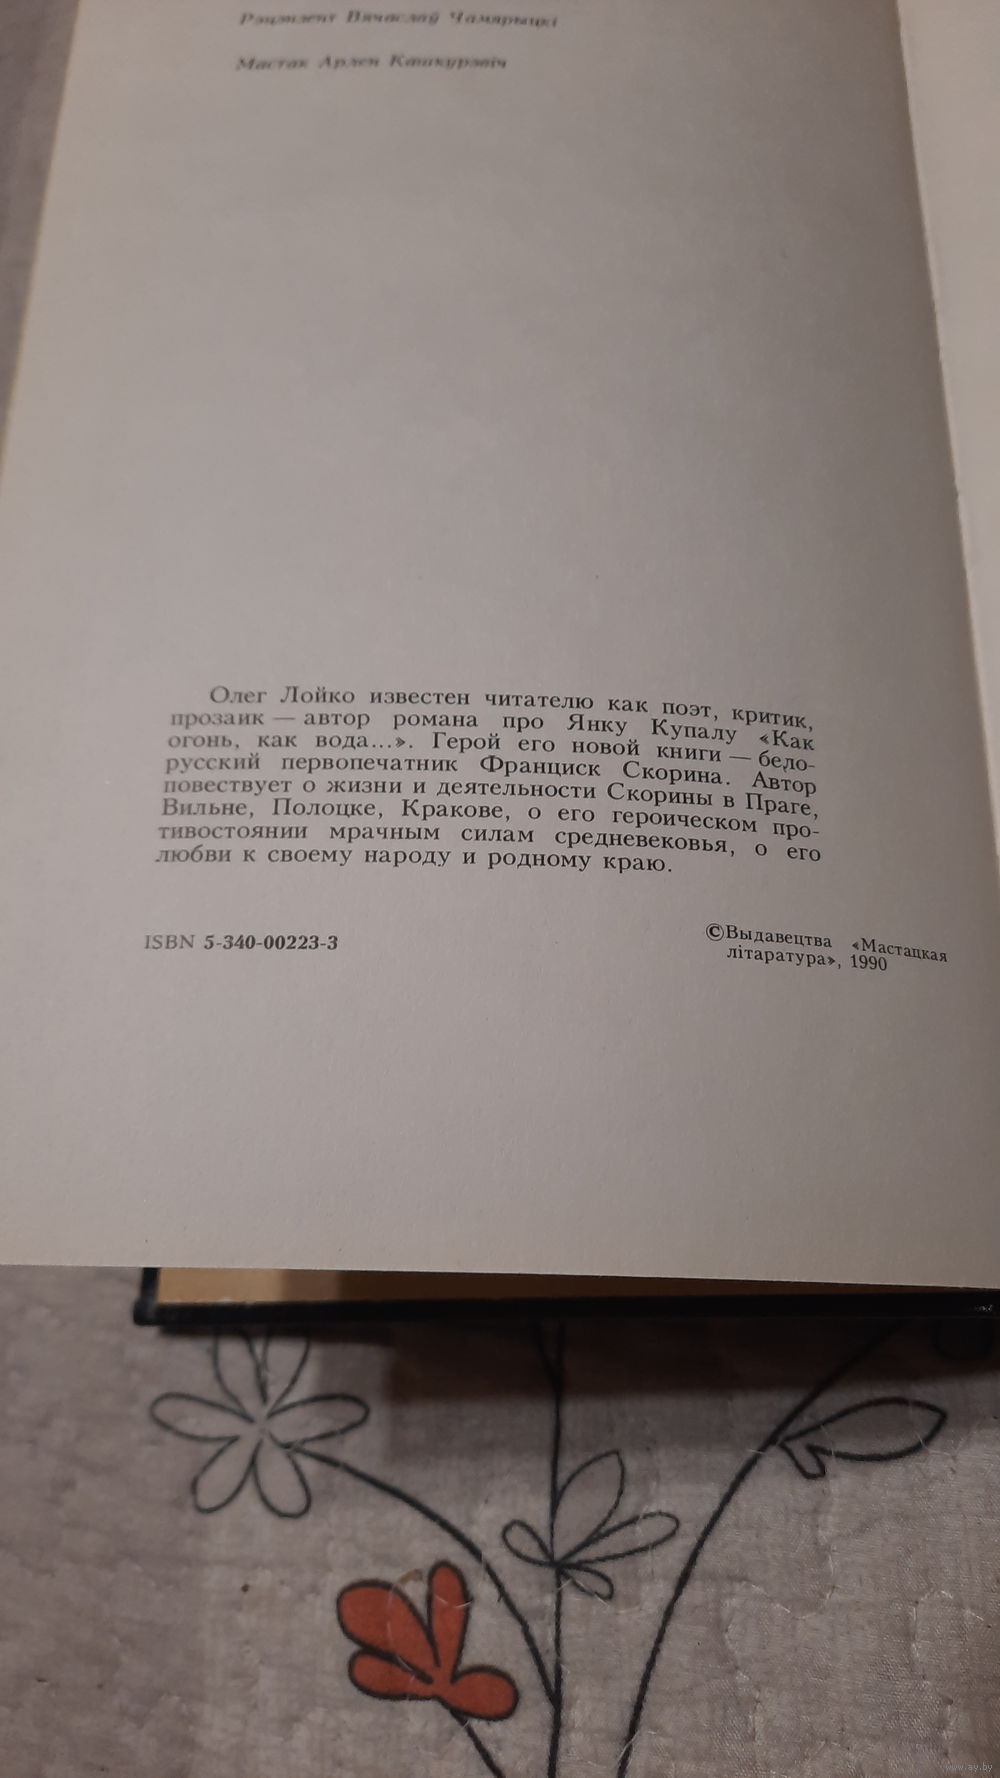 Рэцэнзент Вячаслаў Чамярыцкі
Мастак Арлен Кашкурэвіч
Олег Лойко известен читателю как поэт, критик,
прозаик — автор романа про Янку Купалу «Как
огонь, как вода...». Герой его новой книги — бело-
русский первопечатник Франциск Скорина. Автор
повествует о жизни и деятельности Скорины в Праге,
Вильне, Полоцке, Кракове, о его героическом про-
тивостоянии мрачным силам средневековья, о его
любви к своему народу и родному краю.
ISBN 5-340-00223-3
©Выдавецтва «Мастацкая
літаратура», 1990
www.ay.by